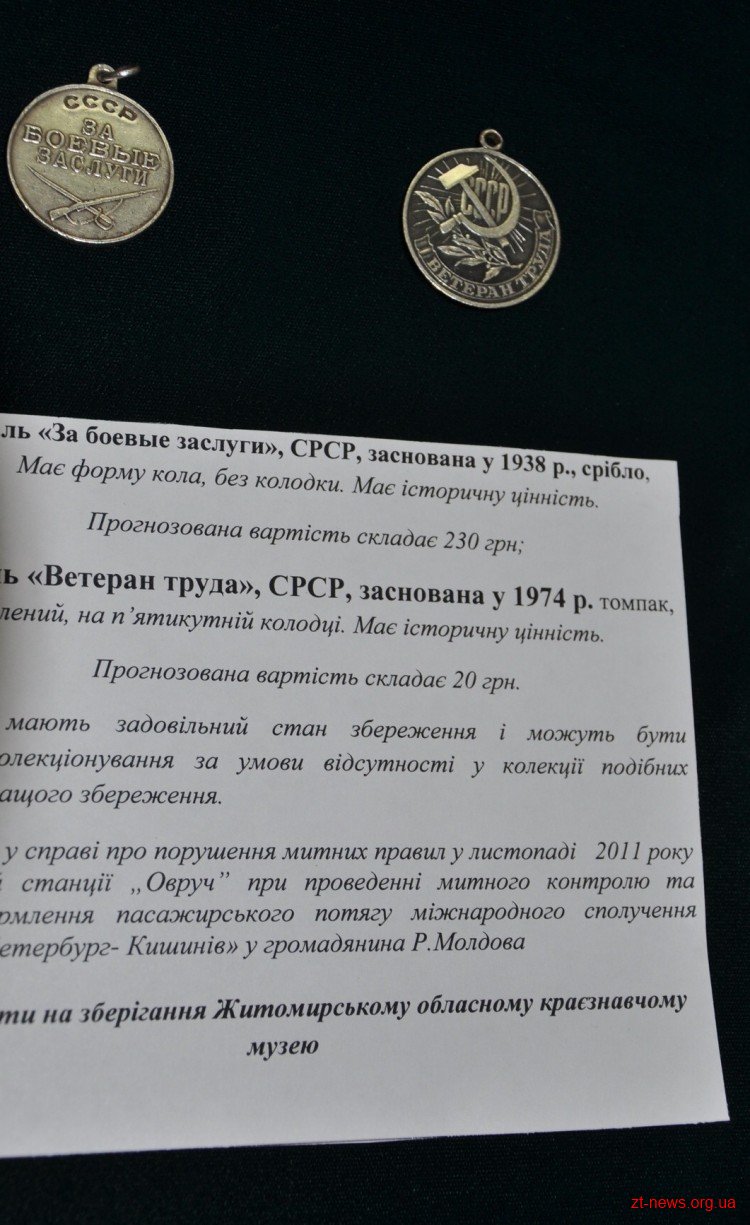 СССР
ЗА
БОЕВЫЕ
ЗАСЛУГИ
СССР
ВЕТЕРАН ТРУДА
ль «За боевые заслуги», СРСР, заснована у 1938 р., срібло,
Має форму кола, без колодки. Має історичну цінність.
Прогнозована вартість складає 230 грн;
ь «Ветеран труда», СРСР, заснована у 1974 р. томпак,
лений, на п’ятикутній колодці. Має історичну цінність.
Прогнозована вартість складає 20 грн.
мають задовільний стан збереження і можуть бути
олекціонування за умови відсутності у колекції подібних
ащого збереження.
у справі про порушення митних правил у листопаді 2011 року
й станції ,,Овруч” при проведенні митного контролю та
ормлення пасажирського потягу міжнародного сполучення
етербург- Кишинів» у громадянина Р.Молдова
ти на зберігання Житомирському обласному краєзнавчому
музею
zt-news.org.ua